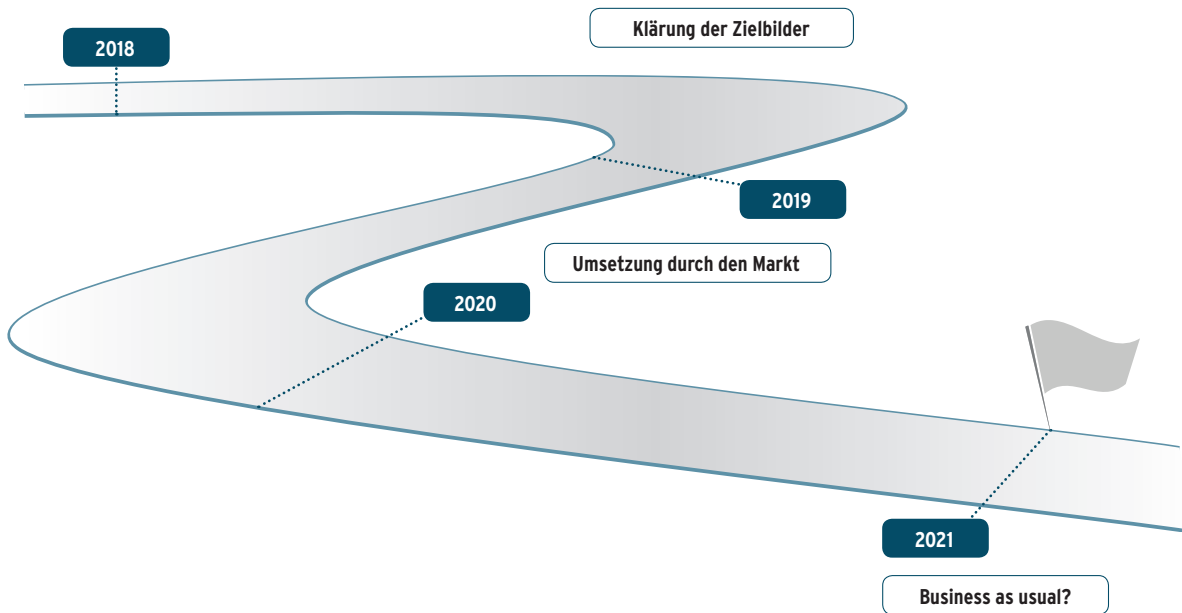 2018
Klärung der Zielbilder
2019
Umsetzung durch den Markt
2020
2021
Business as usual?